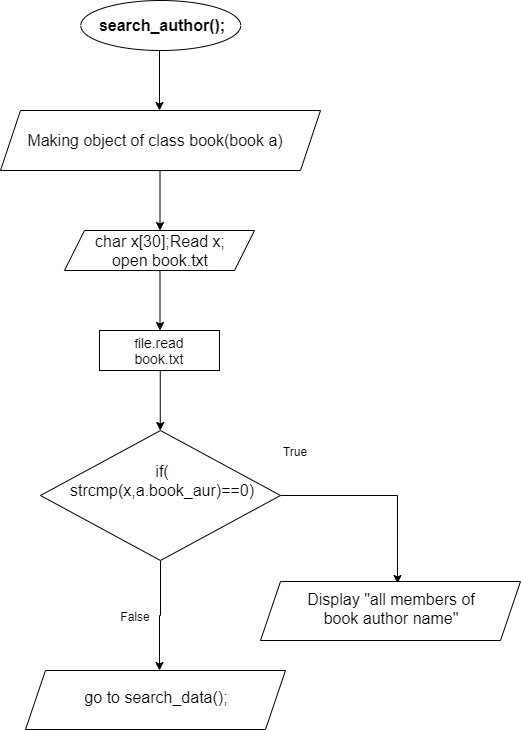 search_author();
Making object of class book(book a)
char x[30];Read x;
open book.txt
file.read
book.txt
if(
strcmp(x,a.book_aur)==0)
True
Display "all members of
book author name"
False
go to search_data();